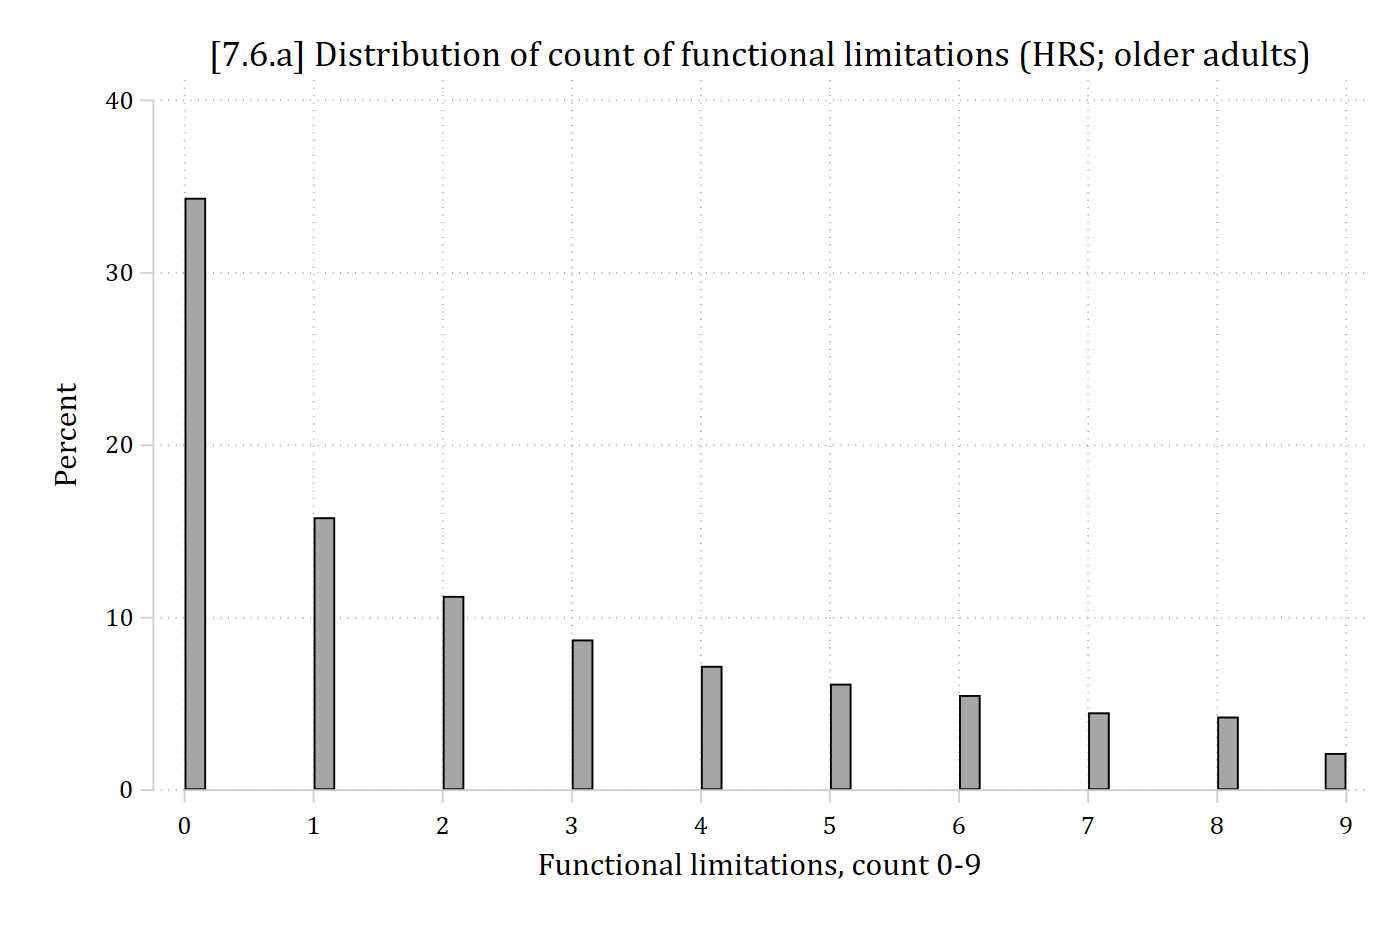 [7.6.a] Distribution of count of functional limitations (HRS; older adults)
40
30
20
10
0
Percent
0 1 2 3 4 5 6 7 8 9
Functional limitations, count 0-9